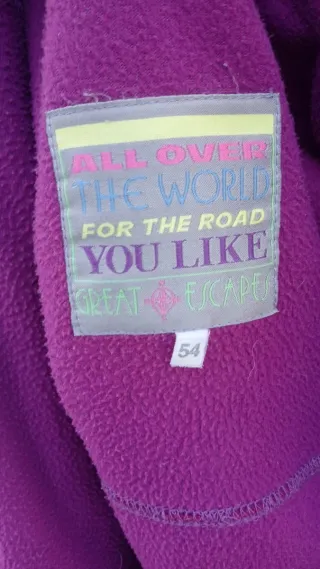 ALL OVER
THE WORLD
FOR THE ROAD
YOU LIKE
GREAT ESCAPES
54